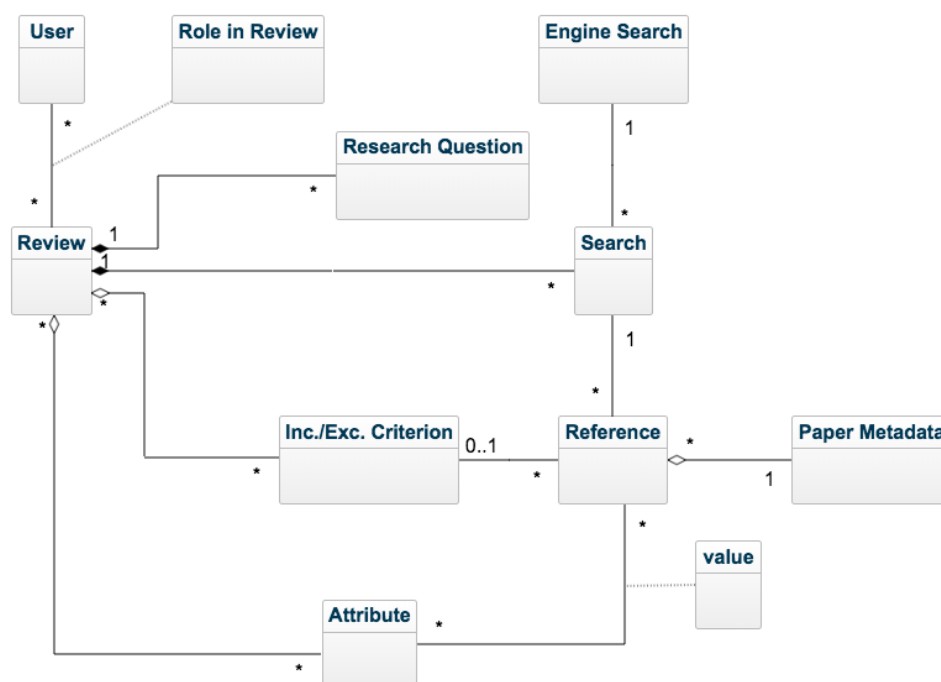 User
Role in Review
Engine Search
*
1
Research Question
*
*
*
Review
1
Search
1
*
*
*
1
*
Inc./Exc. Criterion
0..1
Reference
*
Paper Metadata
*
*
1
*
value
Attribute
*
*